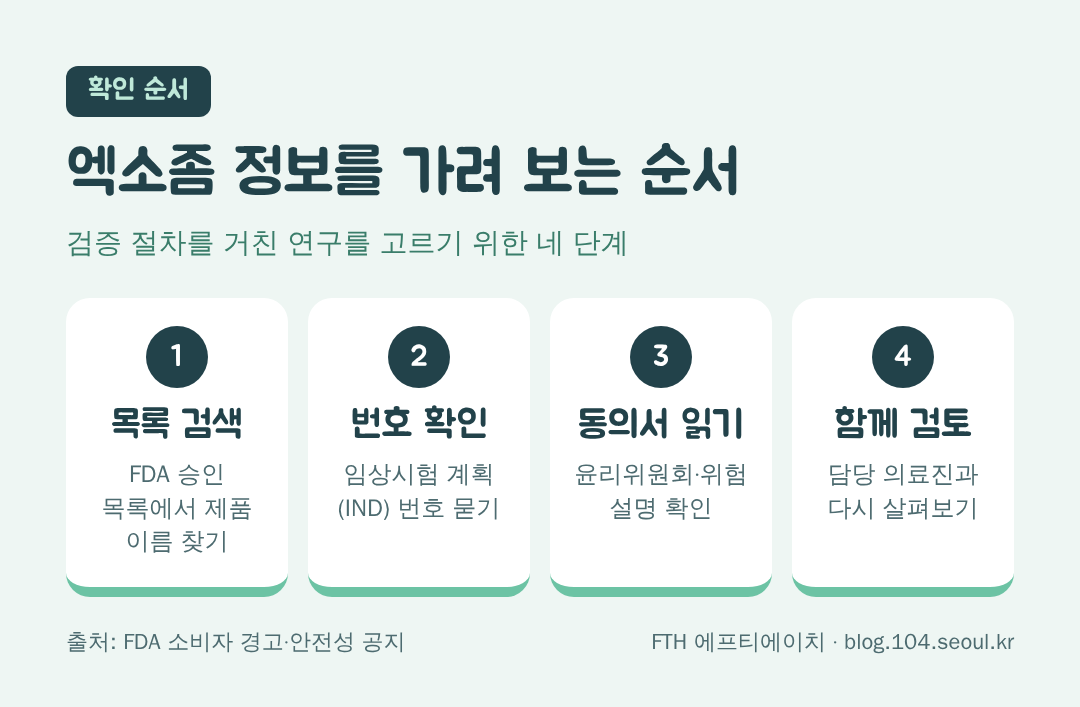 확인 순서
엑소좀 정보를 가려 보는 순서
검증 절차를 거친 연구를 고르기 위한 네 단계
1
목록 검색
FDA 승인
목록에서 제품
이름 찾기
2
번호 확인
임상시험 계획
(IND) 번호 묻기
3
동의서 읽기
윤리위원회·위험
설명 확인
4
함께 검토
담당 의료진과
다시 살펴보기
출처: FDA 소비자 경고·안전성 공지
FTH 에프티에이치 · blog.104.seoul.kr